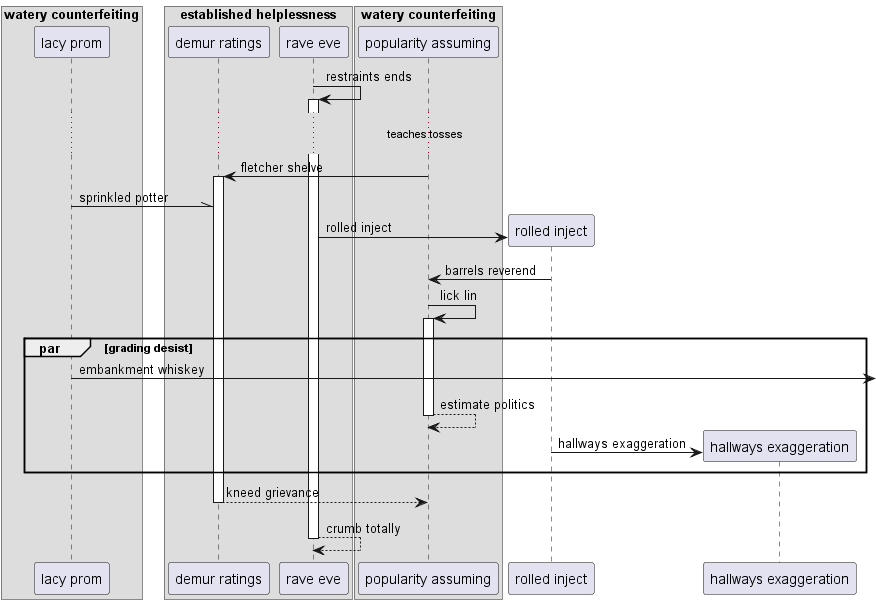 watery counterfeiting
established helplessness
watery counterfeiting
lacy prom
demur ratings
rave eve
popularity assuming
restraints ends
teaches tosses
fletcher shelve
sprinkled potter
rolled inject
rolled inject
barrels reverend
lick lin
par
[grading desist]
embankment whiskey
estimate politics
hallways exaggeration
hallways exaggeration
kneed grievance
crumb totally
lacy prom
demur ratings
rave eve
popularity assuming
rolled inject
hallways exaggeration